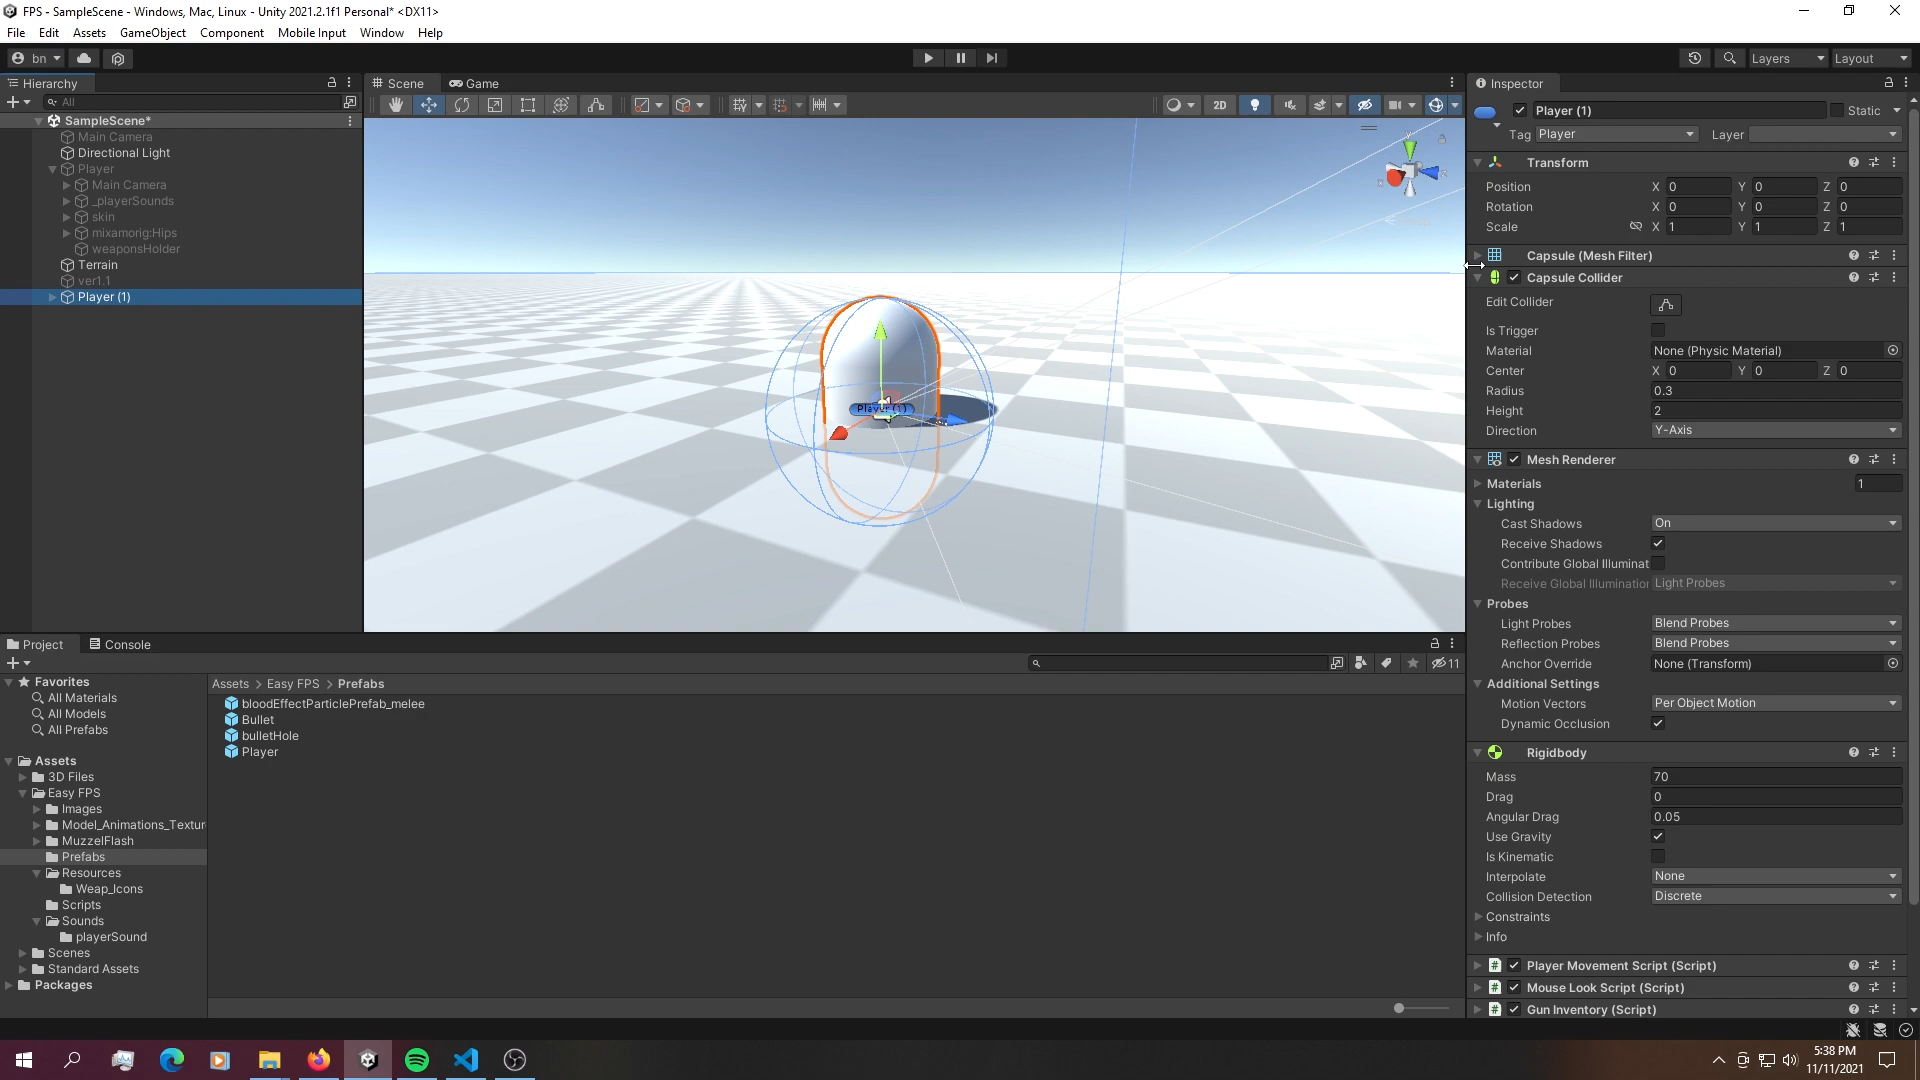 FPS - SampleScene - Windows, Mac, Linux - Unity 2021.2.1f1 Personal* <DX11>
File Edit Assets GameObject Component Mobile Input Window Help
bn Layers Layout
Hierarchy
All
SampleScene*
Main Camera
Directional Light
Player
Main Camera
_playerSounds
skin
mixamorig:Hips
weaponsHolder
Terrain
ver1.1
Player (1)
Scene Game
2D
Player (1)
Inspector
Player (1) Static
Tag Player Layer
Transform
Position X 0 Y 0 Z 0
Rotation X 0 Y 0 Z 0
Scale X 1 Y 1 Z 1
Capsule (Mesh Filter)
Capsule Collider
Edit Collider
Is Trigger
Material None (Physic Material)
Center X 0 Y 0 Z 0
Radius 0.3
Height 2
Direction Y-Axis
Mesh Renderer
Materials 1
Lighting
Cast Shadows On
Receive Shadows
Contribute Global Illuminat
Receive Global Illumination Light Probes
Probes
Light Probes Blend Probes
Reflection Probes Blend Probes
Anchor Override None (Transform)
Additional Settings
Motion Vectors Per Object Motion
Dynamic Occlusion
Rigidbody
Mass 70
Drag 0
Angular Drag 0.05
Use Gravity
Is Kinematic
Interpolate None
Collision Detection Discrete
Constraints
Info
Player Movement Script (Script)
Mouse Look Script (Script)
Gun Inventory (Script)
Project Console
11
Favorites
All Materials
All Models
All Prefabs
Assets
3D Files
Easy FPS
Images
Model_Animations_Textur
MuzzelFlash
Prefabs
Resources
Weap_Icons
Scripts
Sounds
playerSound
Scenes
Standard Assets
Packages
Assets > Easy FPS > Prefabs
bloodEffectParticlePrefab_melee
Bullet
bulletHole
Player
5:38 PM
11/11/2021